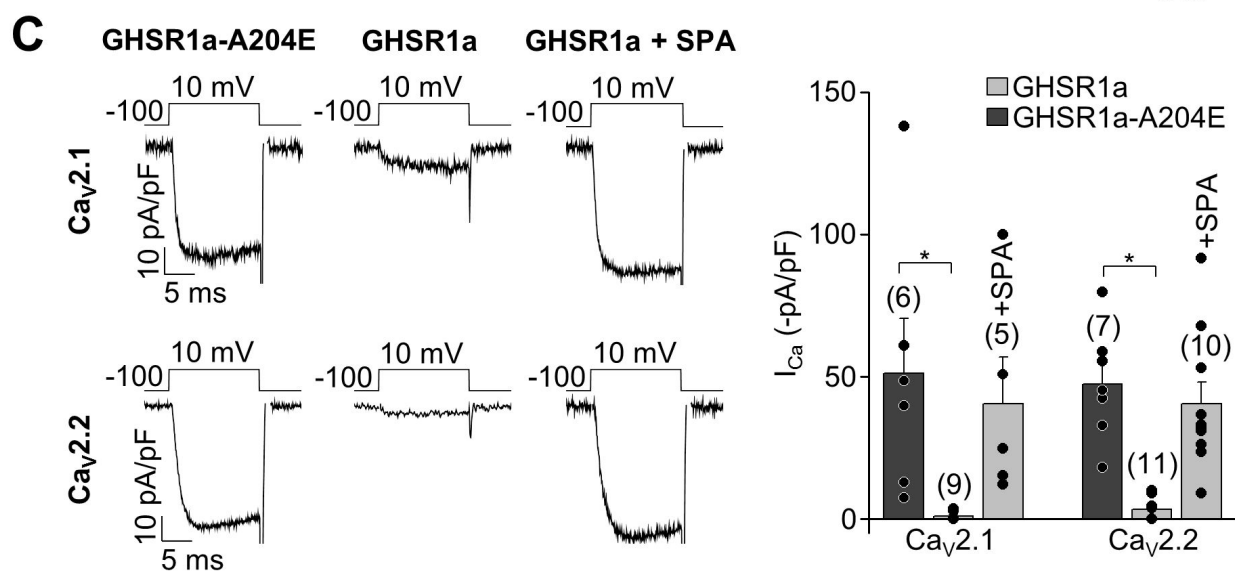 C
GHSR1a-A204E GHSR1a GHSR1a + SPA
10 mV 10 mV 10 mV
-100 -100 -100
CaV2.1
10 pA/pF
5 ms
10 mV 10 mV 10 mV
-100 -100 -100
CaV2.2
10 pA/pF
5 ms
GHSR1a
GHSR1a-A204E
ICa (-pA/pF)
150
100
50
0
* *
(6) (9) (5) +SPA
(7) (11) (10) +SPA
CaV2.1 CaV2.2